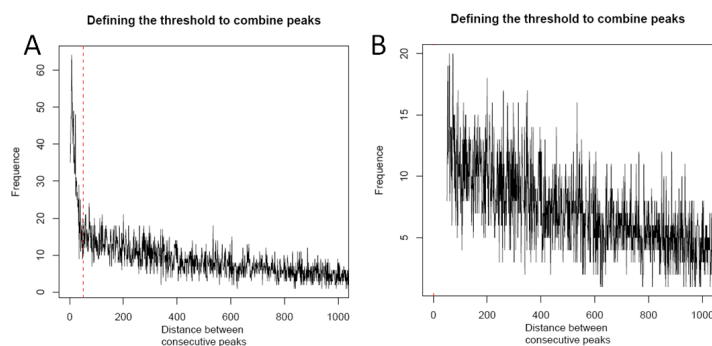 A
Defining the threshold to combine peaks
Frequence
60
50
40
30
20
10
0
0 200 400 600 800 1000
Distance between
consecutive peaks
B
Defining the threshold to combine peaks
Frequence
20
15
10
5
0 200 400 600 800 1000
Distance between
consecutive peaks